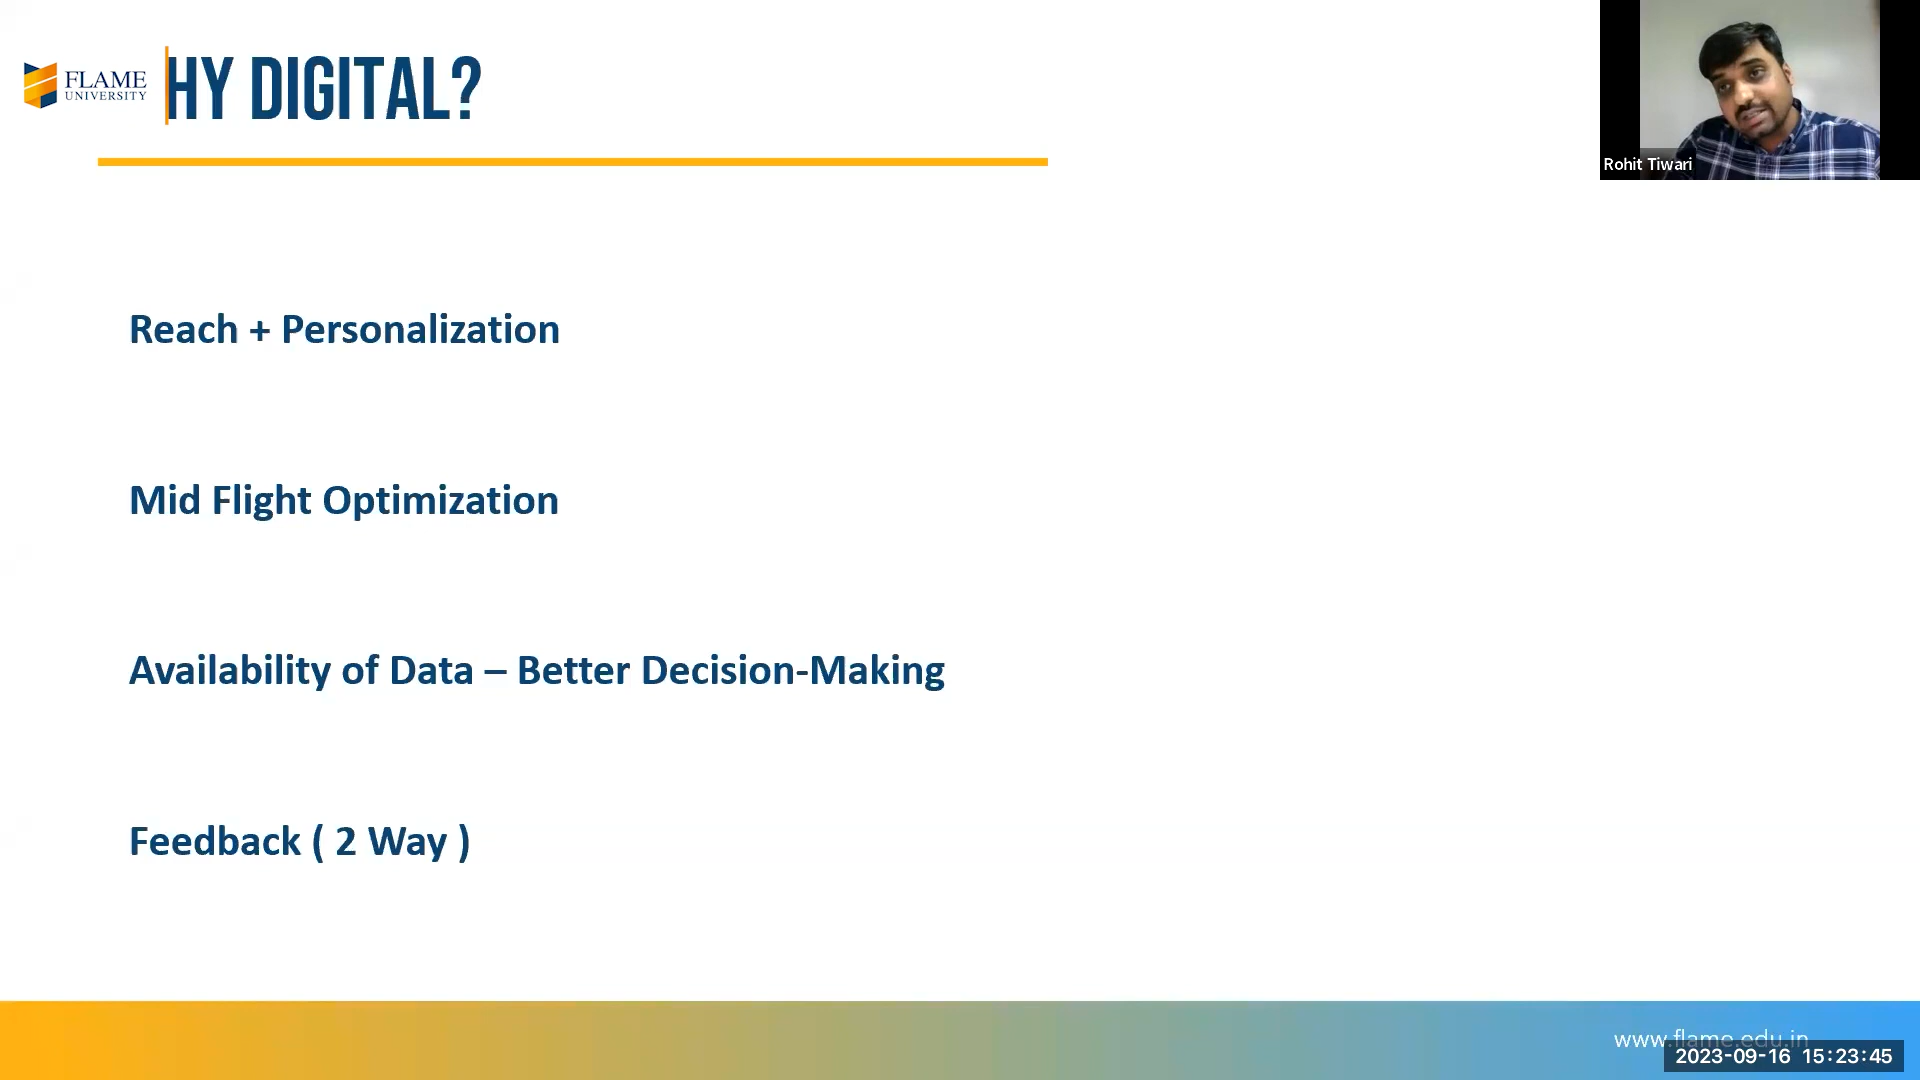 FLAME
UNIVERSITY
HY DIGITAL?
Rohit Tiwari
Reach + Personalization
Mid Flight Optimization
Availability of Data – Better Decision-Making
Feedback ( 2 Way )
www.flame.edu.in
2023-09-16 15:23:45